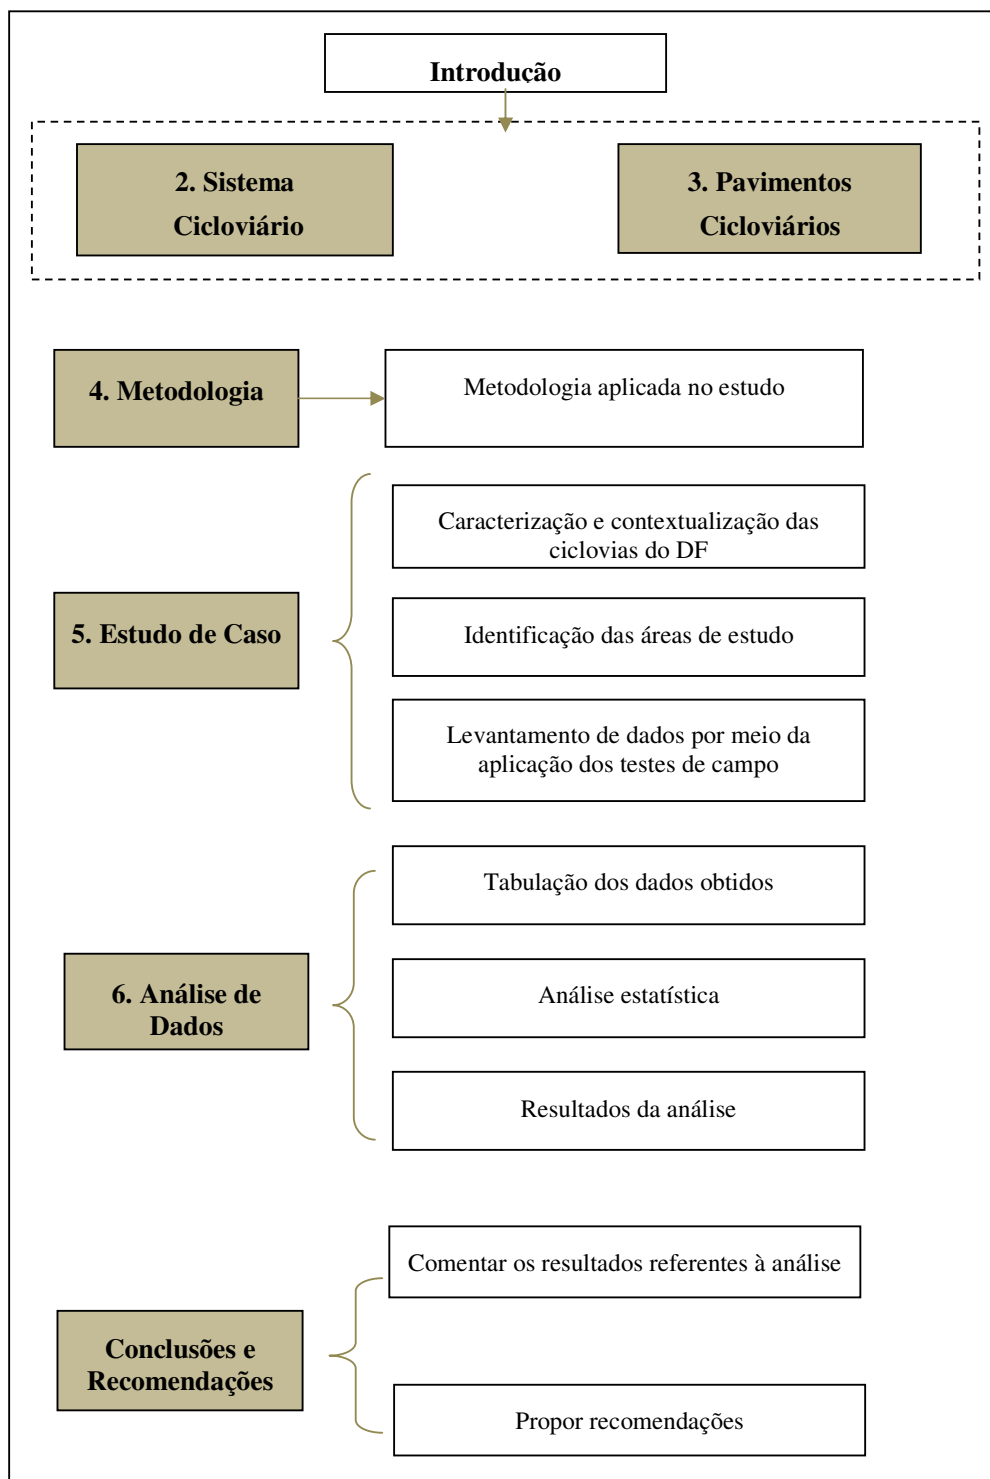 Introdução
2. Sistema
Cicloviário
3. Pavimentos
Cicloviários
4. Metodologia
Metodologia aplicada no estudo
5. Estudo de Caso
Caracterização e contextualização das
ciclovias do DF
Identificação das áreas de estudo
Levantamento de dados por meio da
aplicação dos testes de campo
6. Análise de
Dados
Tabulação dos dados obtidos
Análise estatística
Resultados da análise
Conclusões e
Recomendações
Comentar os resultados referentes à análise
Propor recomendações